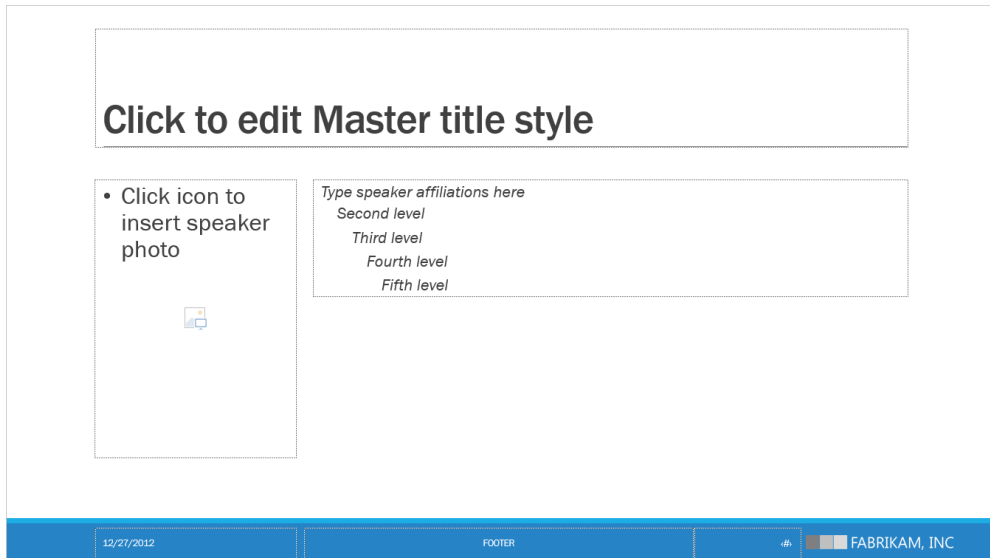 Click to edit Master title style
• Click icon to
insert speaker
photo
Type speaker affiliations here
Second level
Third level
Fourth level
Fifth level
12/27/2012
FOOTER
‹#›
FABRIKAM, INC